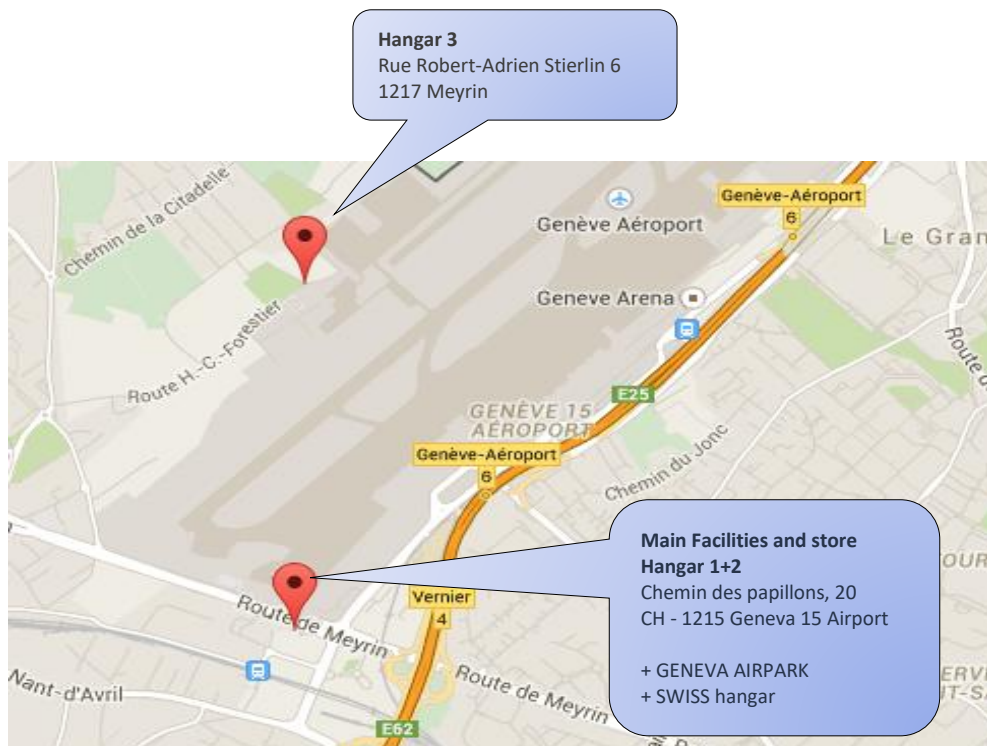 Hangar 3
Rue Robert-Adrien Stierlin 6
1217 Meyrin
Chemin de la Citadelle
Genève-Aéroport
6
Genève Aéroport
Le Gran
Geneve Arena
Route H.-C.-Forestier
Route d
E25
GENÈVE 15
AÉROPORT
Genève-Aéroport
6
Chemin du Jonc
Main Facilities and store
Hangar 1+2
Chemin des papillons, 20
CH - 1215 Geneva 15 Airport
+ GENEVA AIRPARK
+ SWISS hangar
OUR
Vernier
4
Route de Meyrin
Route de Meyrin
Nant-d'Avril
ERV
UT-SA
E62